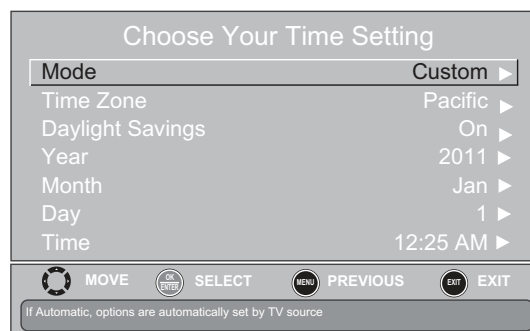 Choose Your Time Setting
Mode Custom
Time Zone Pacific
Daylight Savings On
Year 2011
Month Jan
Day 1
Time 12:25 AM
MOVE OK ENTER SELECT MENU PREVIOUS EXIT EXIT
If Automatic, options are automatically set by TV source